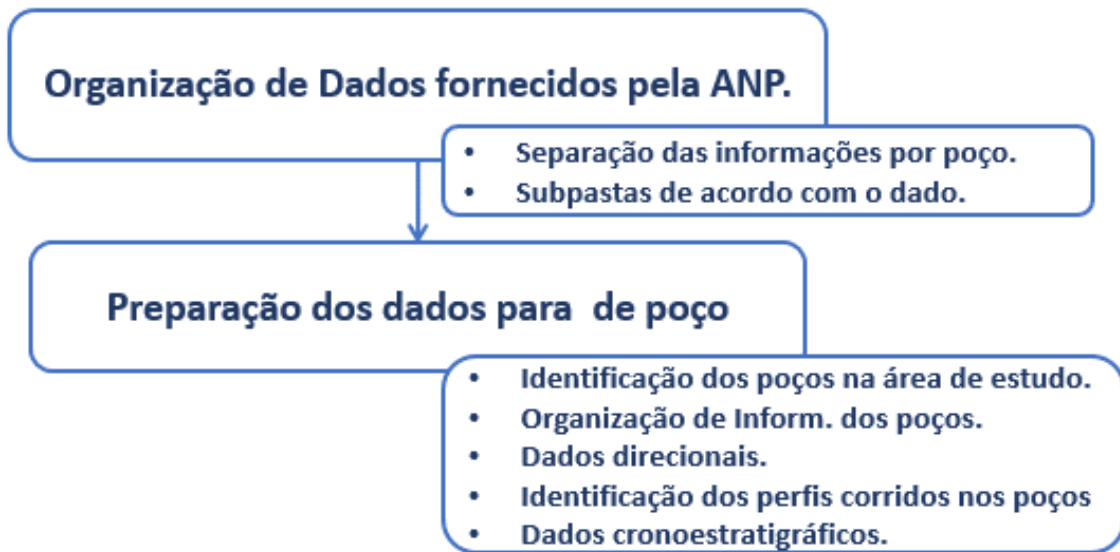 Organização de Dados fornecidos pela ANP.
• Separação das informações por poço.
• Subpastas de acordo com o dado.
Preparação dos dados para de poço
• Identificação dos poços na área de estudo.
• Organização de Inform. dos poços.
• Dados direcionais.
• Identificação dos perfis corridos nos poços
• Dados cronoestratigráficos.